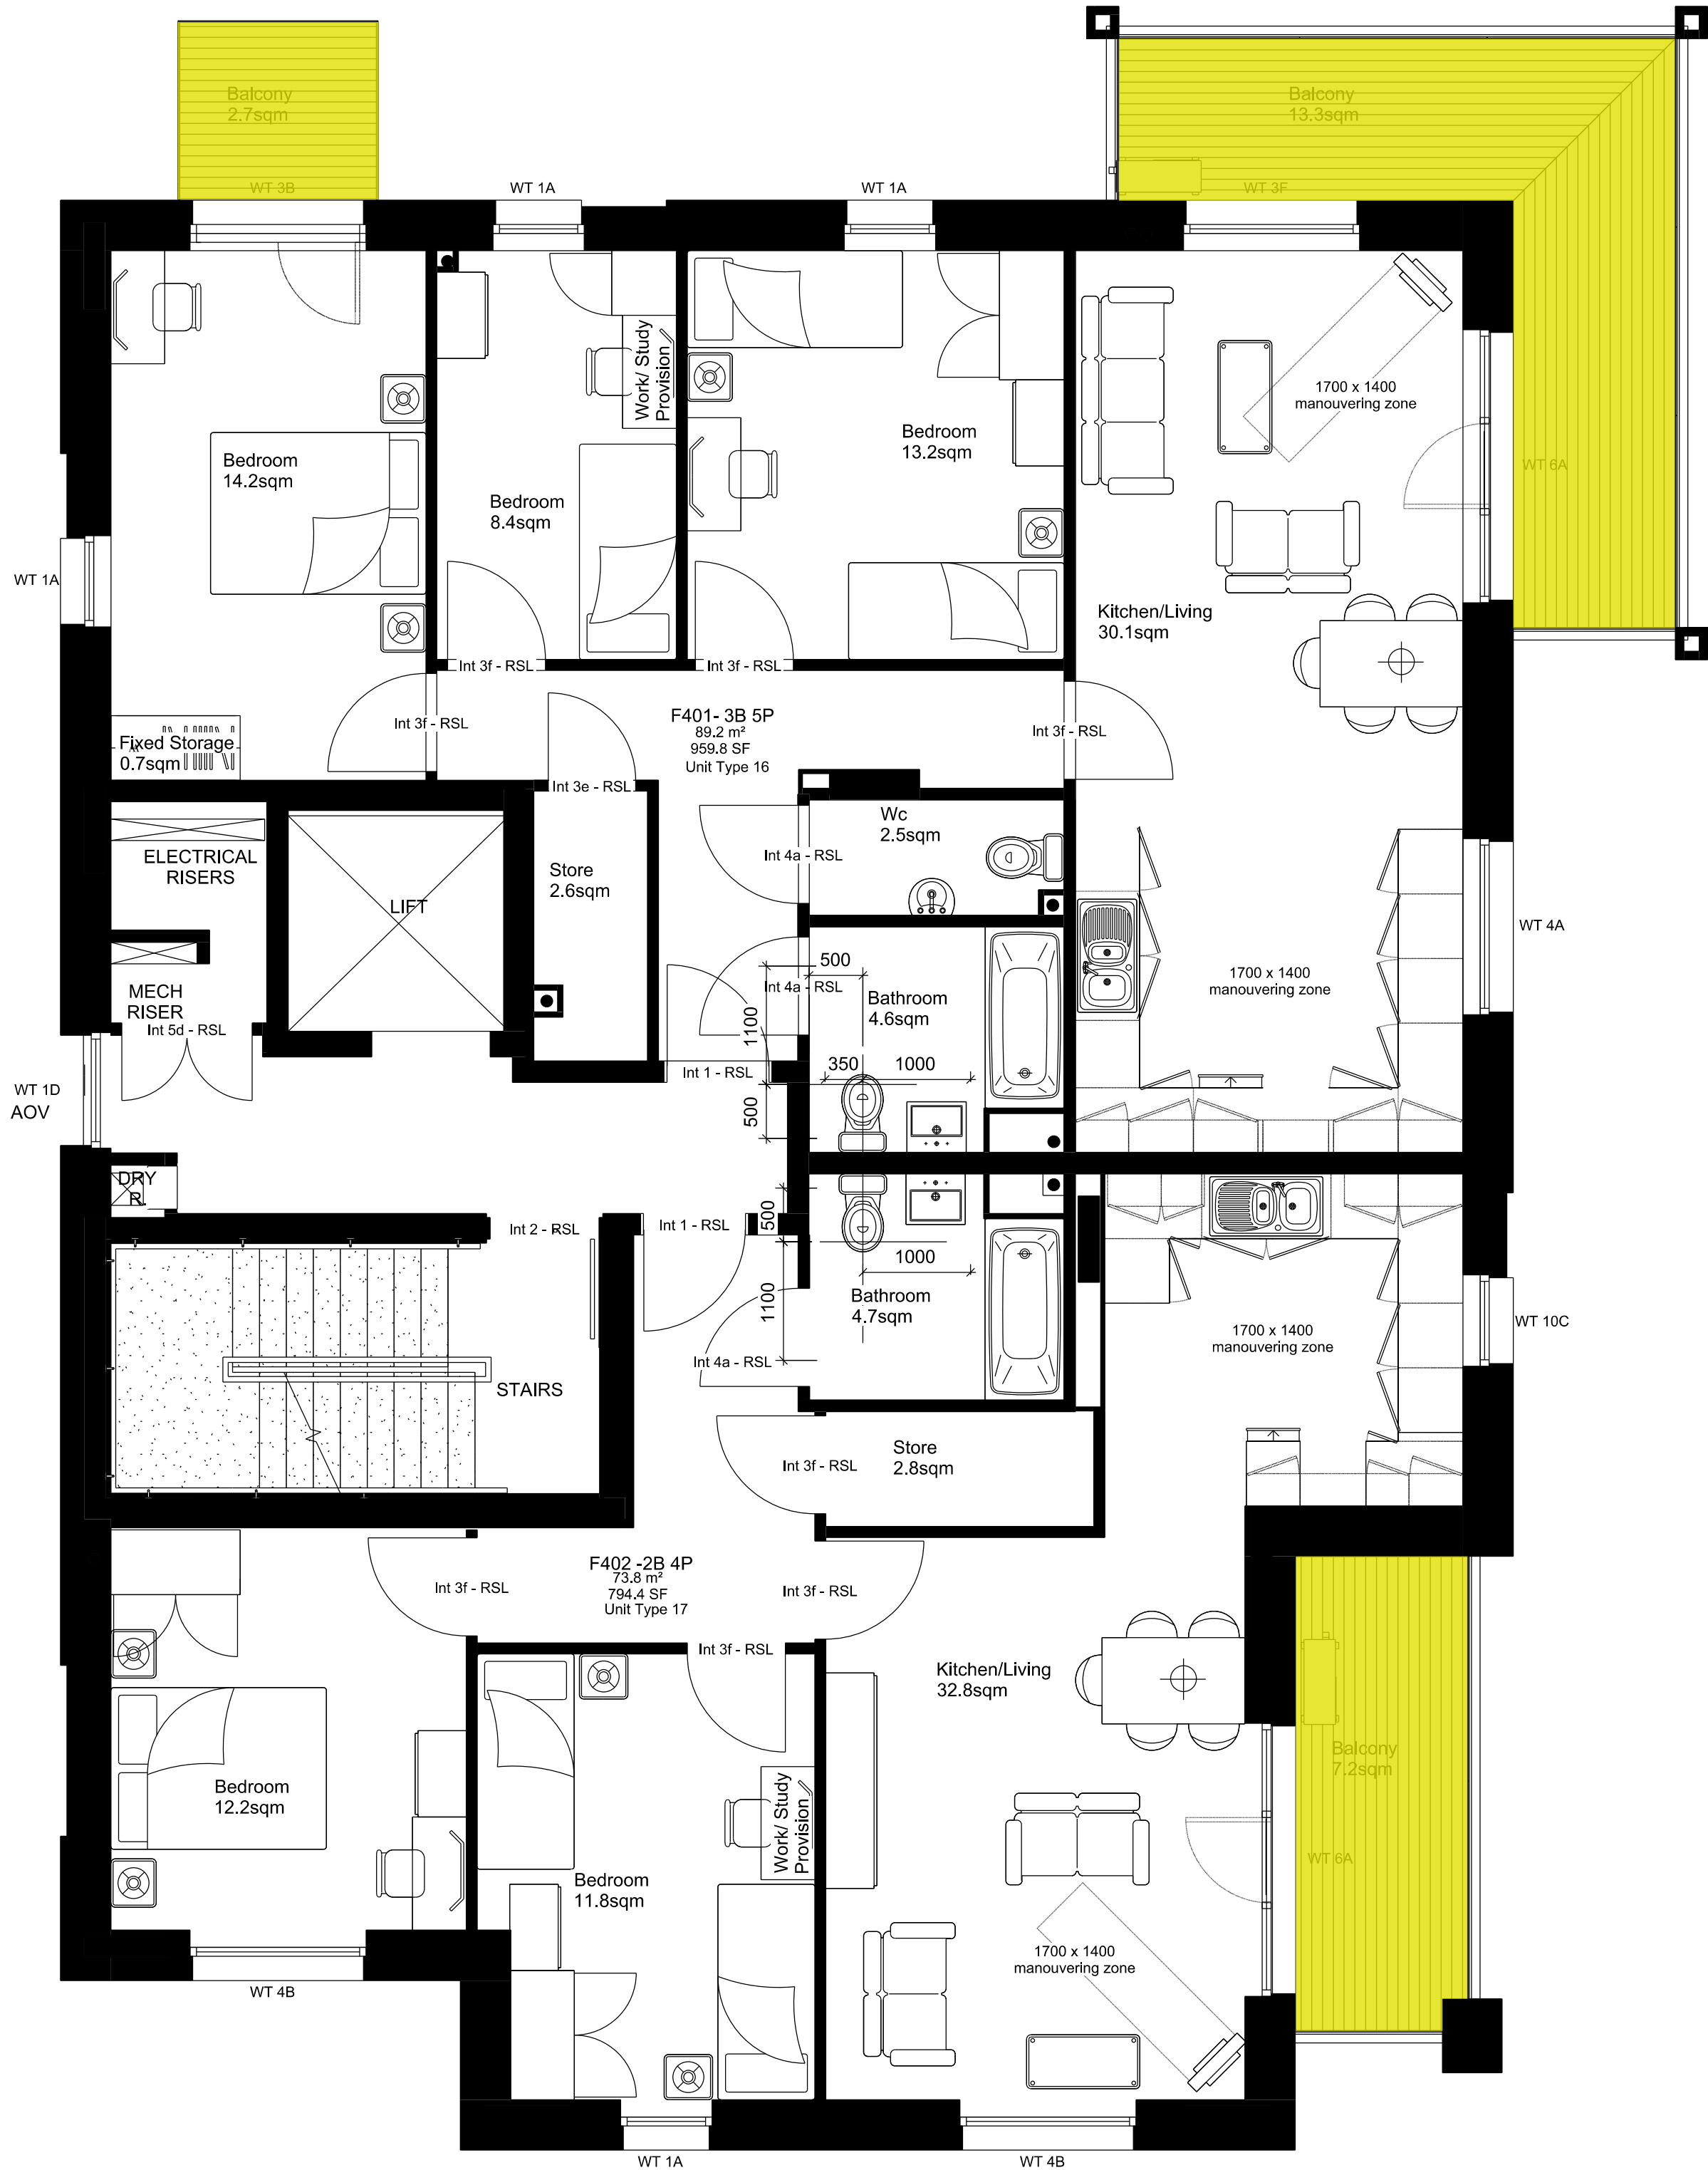 Balcony
2.7sqm
Balcony
13.3sqm
WT 3B
WT 1A
WT 1A
WT 3F
Work/ Study
Provision
1700 x 1400
manouvering zone
Bedroom
14.2sqm
Bedroom
8.4sqm
Bedroom
13.2sqm
WT 6A
WT 1A
Kitchen/Living
30.1sqm
Int 3f - RSL
Int 3f - RSL
Int 3f - RSL
Int 3f - RSL
F401- 3B 5P
89.2 m²
959.8 SF
Unit Type 16
Fixed Storage
0.7sqm
Int 3e - RSL
Wc
2.5sqm
ELECTRICAL
RISERS
Int 4a - RSL
Store
2.6sqm
LIFT
WT 4A
500
1700 x 1400
manouvering zone
MECH
RISER
Int 4a - RSL
Bathroom
4.6sqm
Int 5d - RSL
1100
350
1000
Int 1 - RSL
WT 1D
AOV
500
DRY
R
Int 2 - RSL
Int 1 - RSL
500
1000
Bathroom
4.7sqm
1100
1700 x 1400
manouvering zone
WT 10C
Int 4a - RSL
STAIRS
Store
2.8sqm
Int 3f - RSL
F402 -2B 4P
73.8 m²
794.4 SF
Unit Type 17
Int 3f - RSL
Int 3f - RSL
Int 3f - RSL
Kitchen/Living
32.8sqm
Balcony
7.2sqm
Bedroom
12.2sqm
Work/ Study
Provision
WT 6A
Bedroom
11.8sqm
1700 x 1400
manouvering zone
WT 4B
WT 1A
WT 4B